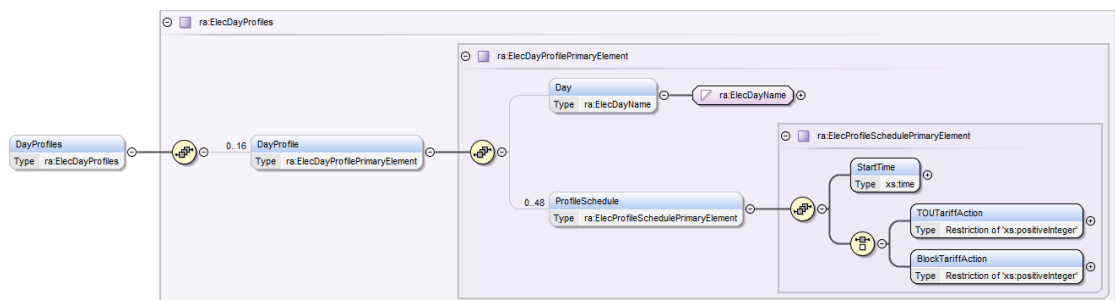 ra:ElecDayProfiles
ra:ElecDayProfilePrimaryElement
Day
Type ra:ElecDayName
ra:ElecDayName
ra:ElecProfileSchedulePrimaryElement
DayProfiles
Type ra:ElecDayProfiles
0..16
DayProfile
Type ra:ElecDayProfilePrimaryElement
StartTime
Type xs:time
0..48
ProfileSchedule
Type ra:ElecProfileSchedulePrimaryElement
TOUTariffAction
Type Restriction of 'xs:positiveInteger'
BlockTariffAction
Type Restriction of 'xs:positiveInteger'